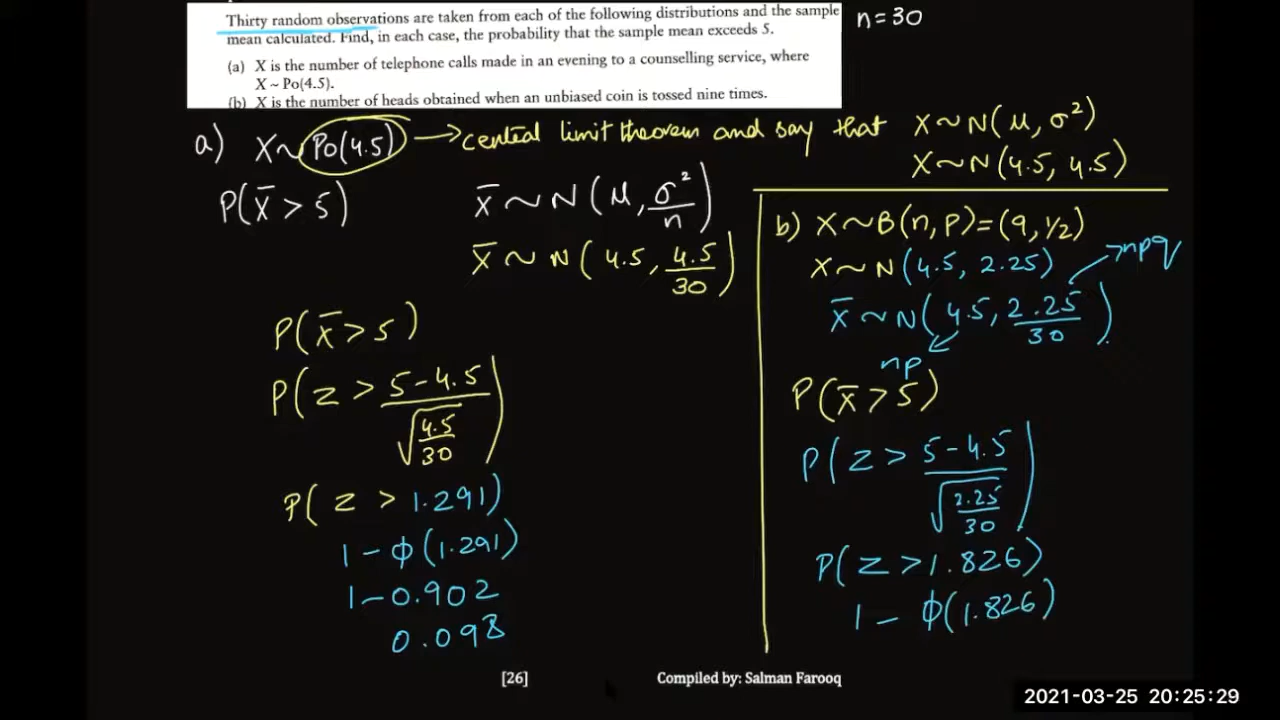 Thirty random observations are taken from each of the following distributions and the sample
mean calculated. Find, in each case, the probability that the sample mean exceeds 5.
(a) X is the number of telephone calls made in an evening to a counselling service, where
X ~ Po(4.5).
(b) X is the number of heads obtained when an unbiased coin is tossed nine times.
n = 30
a) X ~ Po(4.5) → central limit theorem and say that X ~ N(μ, σ²)
X ~ N(4.5, 4.5)
P(X̄ > 5)
X̄ ~ N(μ, σ²/n)
X̄ ~ N(4.5, 4.5/30)
P(X̄ > 5)
P(Z > 5 - 4.5/√(4.5/30))
P(Z > 1.291)
1 - φ(1.291)
1 - 0.902
0.098
b) X ~ B(n, P) = (9, 1/2)
X ~ N(4.5, 2.25)
npq
X̄ ~ N(4.5, 2.25/30)
np
P(X̄ > 5)
P(Z > 5 - 4.5/√(2.25/30))
P(Z > 1.826)
1 - φ(1.826)
[26]
Compiled by: Salman Farooq
2021-03-25 20:25:29